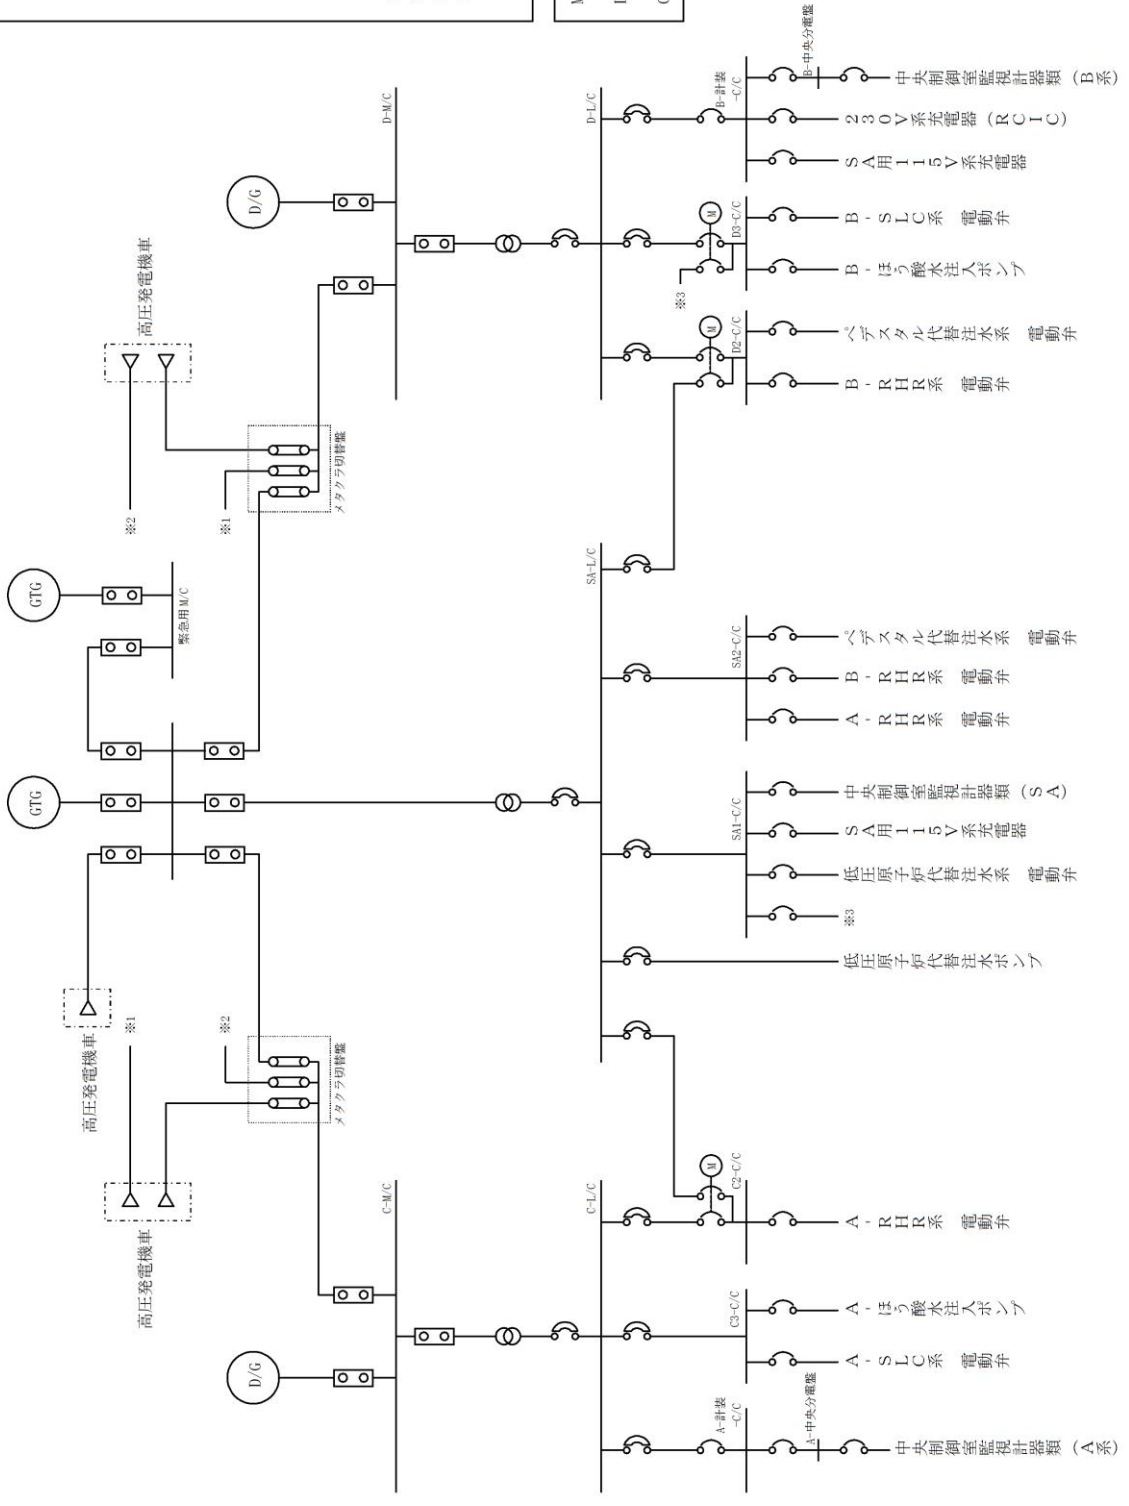 GTG
GTG
高圧発電機車
高圧発電機車
高圧発電機車
緊急用M/C
※1
※2
※2
※1
メタクラ切替盤
メタクラ切替盤
D/G
D/G
C-M/C
D-M/C
C-L/C
SA-L/C
D-L/C
A-計装
-C/C
C3-C/C
C2-C/C
SA1-C/C
SA2-C/C
D2-C/C
D3-C/C
B-計装
-C/C
M
M
M
※3
A-中央分電盤
B-中央分電盤
中央制御室監視計器類(A系)
A-SLC系 電動弁
A-ほう酸水注入ポンプ
A-RHR系 電動弁
低圧原子炉代替注水ポンプ
※3
低圧原子炉代替注水系 電動弁
SA用115V系充電器
中央制御室監視計器類(SA)
A-RHR系 電動弁
B-RHR系 電動弁
ペデスタル代替注水系 電動弁
B-RHR系 電動弁
ペデスタル代替注水系 電動弁
B-ほう酸水注入ポンプ
B-SLC系 電動弁
SA用115V系充電器
230V系充電器(RCIC)
中央制御室監視計器類(B系)